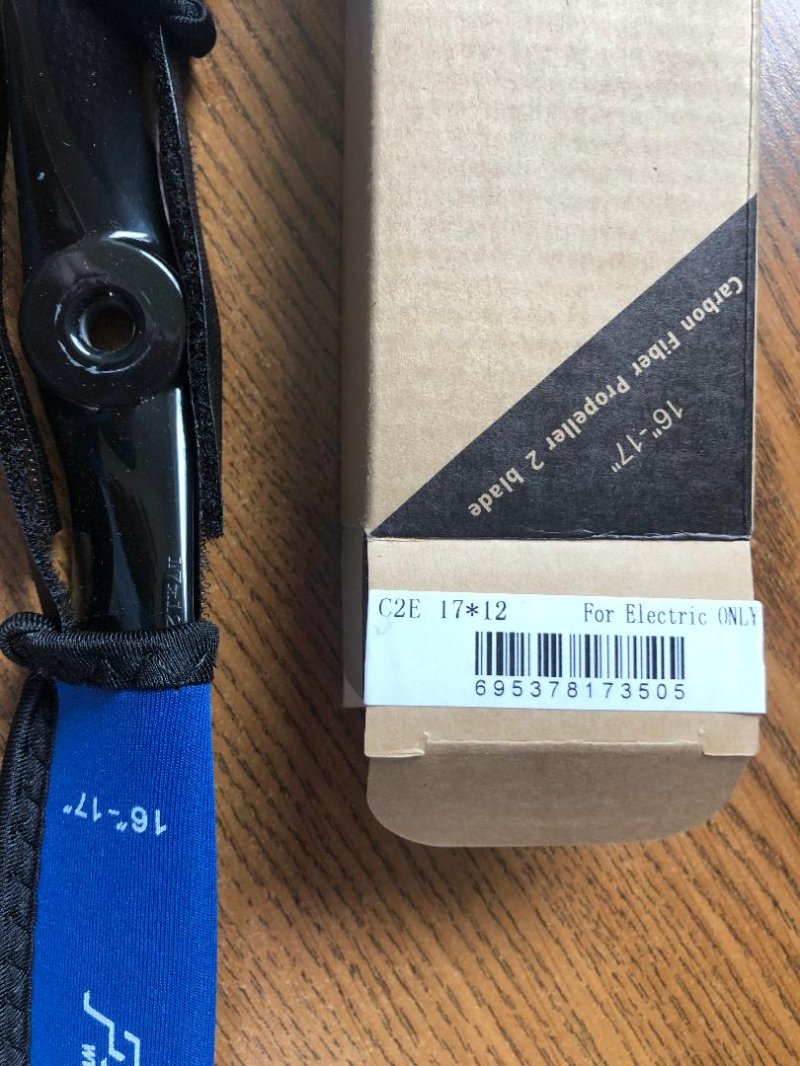 Carbon Fiber Propeller 2 blade
16"-17"
C2E 17*12 For Electric ONLY
695378173505
16"-17"